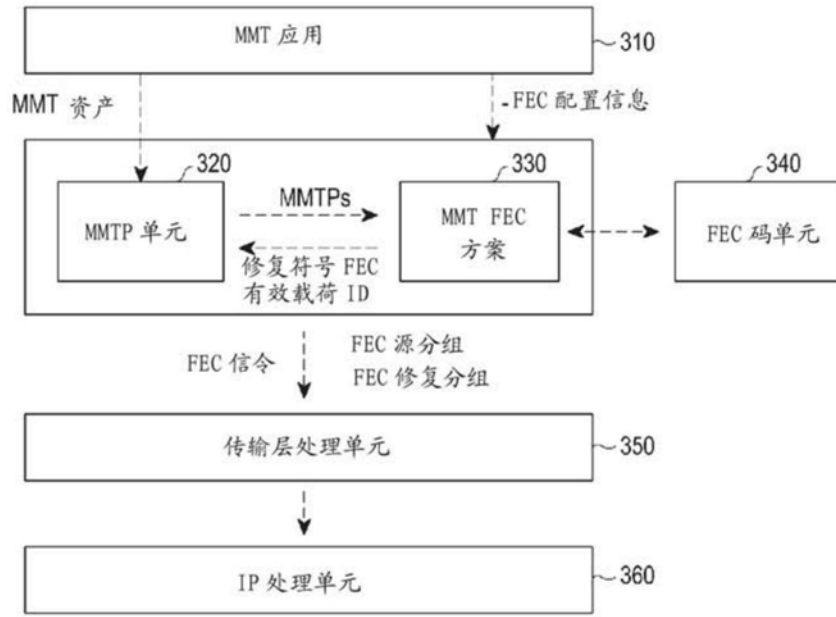 MMT 应用
310
MMT 资产
-FEC 配置信息
320
330
340
MMTP 单元
MMTPs
MMT FEC
方案
FEC 码单元
修复符号 FEC
有效载荷 ID
FEC 信令
FEC 源分组
FEC 修复分组
传输层处理单元
350
IP 处理单元
360